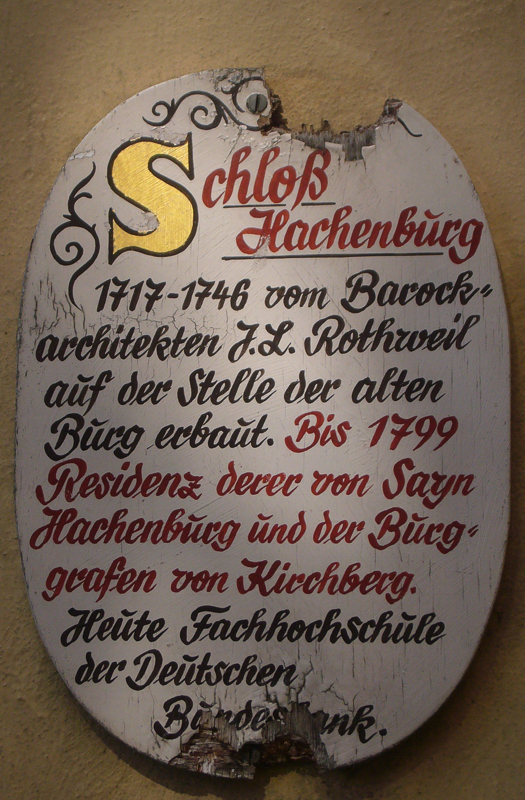 Schloß
Hachenburg
1717-1746 vom Barock-
architekten J.L. Rothweil
auf der Stelle der alten
Burg erbaut. Bis 1799
Residenz derer von Sayn
Hachenburg und der Burg-
grafen von Kirchberg.
Heute Fachhochschule
der Deutschen
Bundesbank.